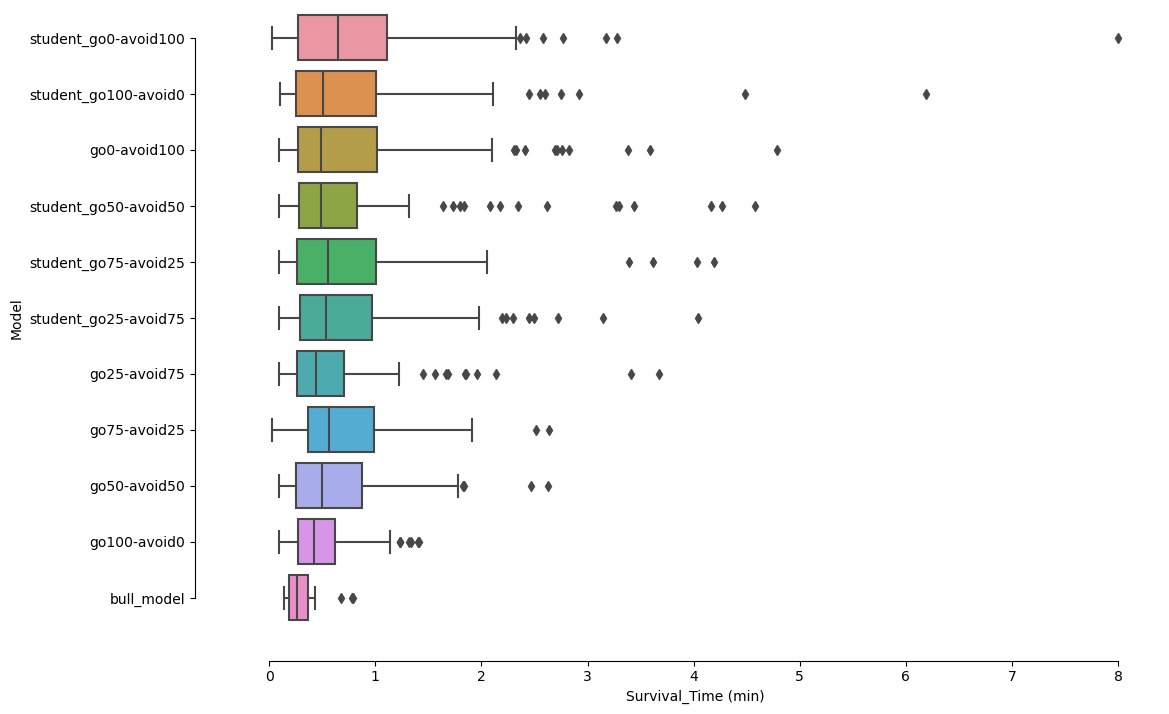 student_go0-avoid100
student_go100-avoid0
go0-avoid100
student_go50-avoid50
student_go75-avoid25
student_go25-avoid75
go25-avoid75
go75-avoid25
go50-avoid50
go100-avoid0
bull_model
Model
0 1 2 3 4 5 6 7 8
Survival_Time (min)